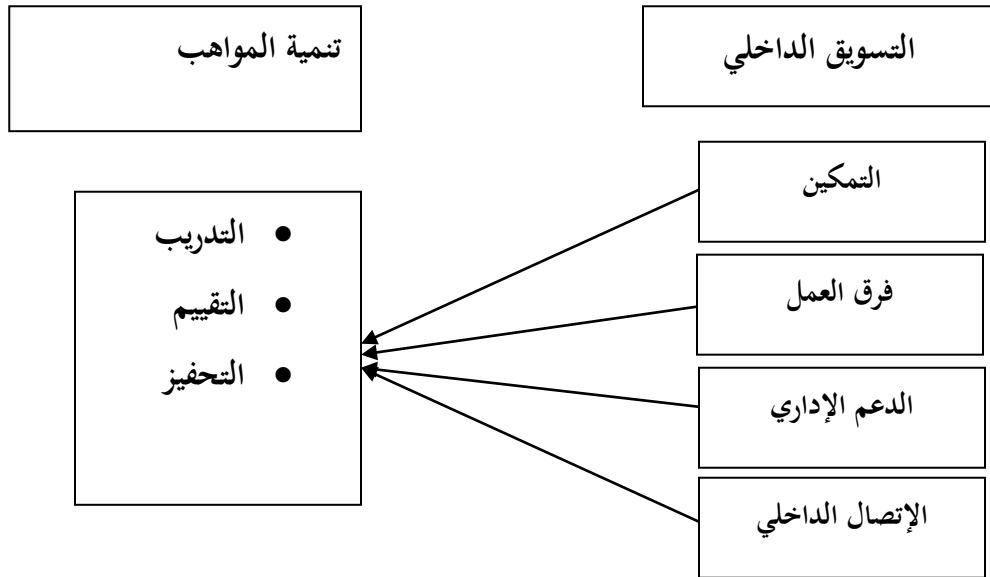 التسويق الداخلي
تنمية المواهب
التمكين
فرق العمل
الدعم الإداري
الإتصال الداخلي
• التدريب
• التقييم
• التحفيز